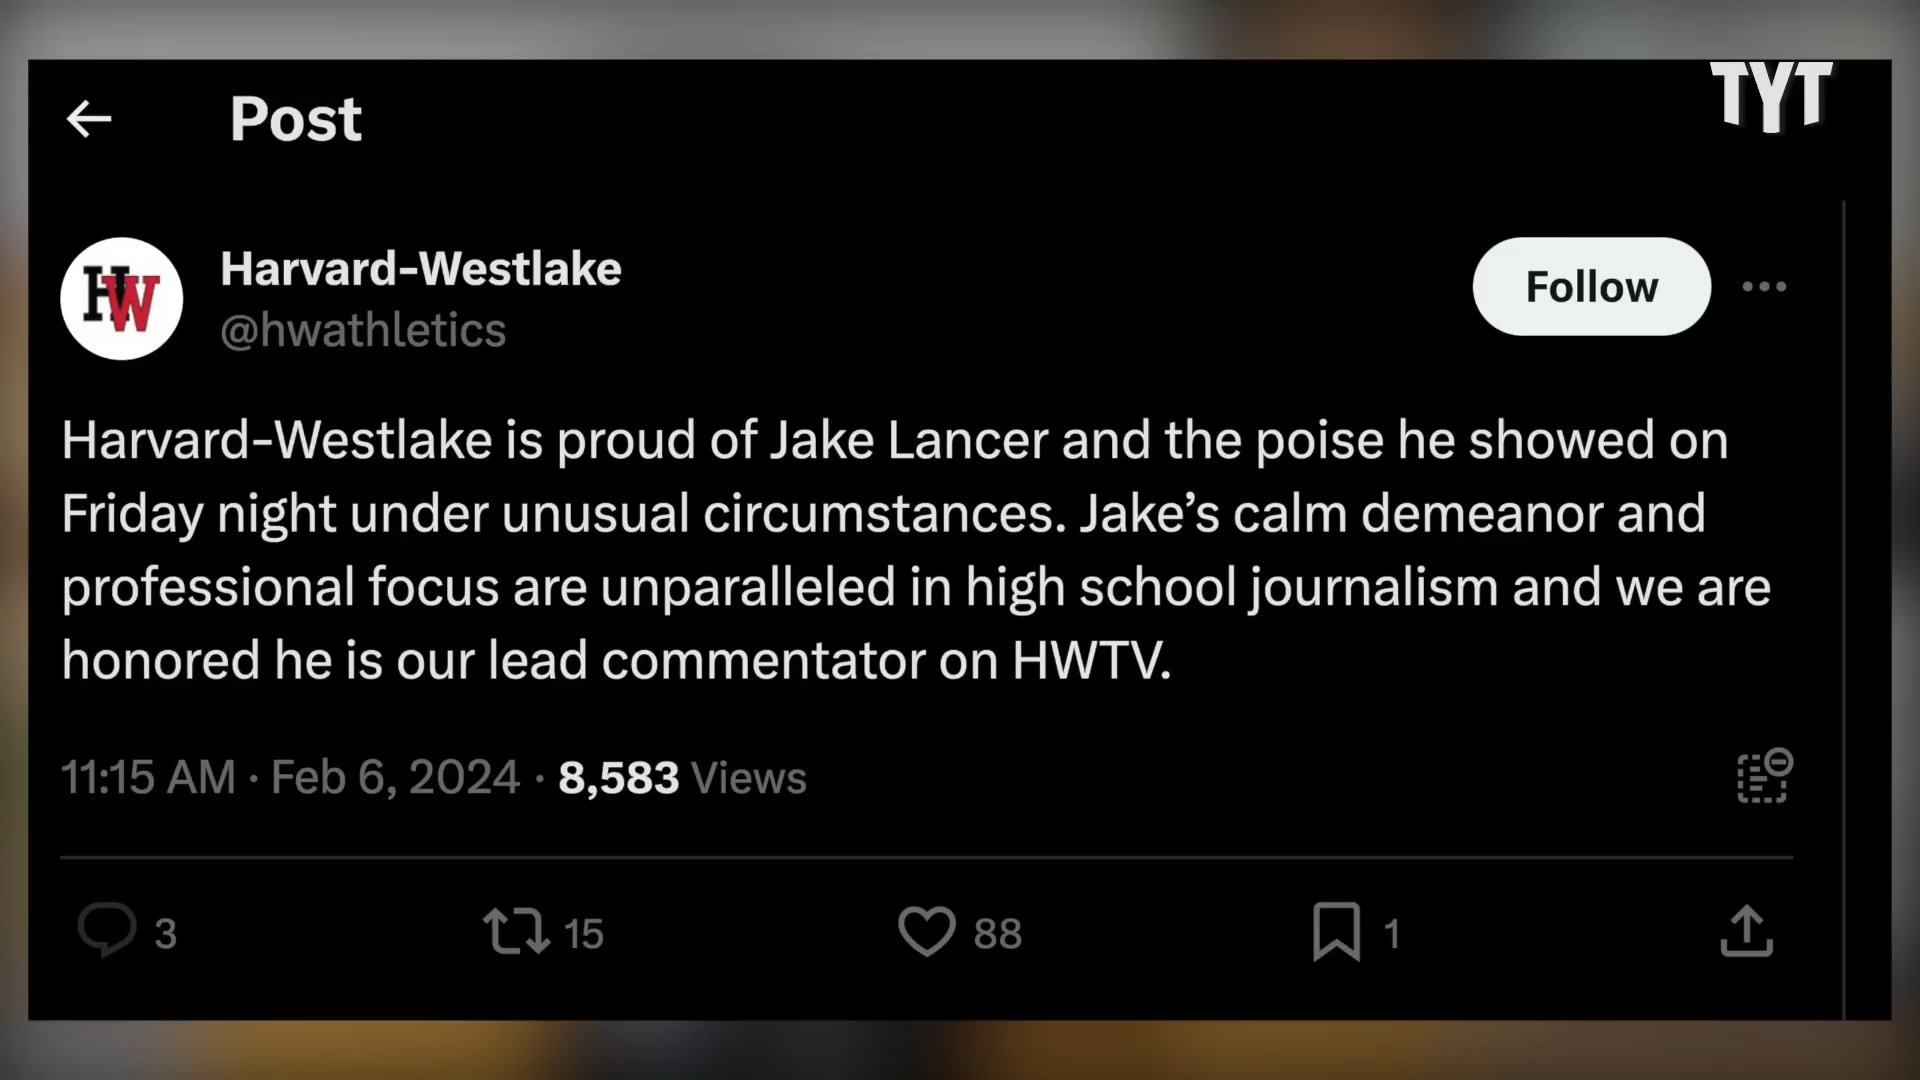 TYT
Post
HW
Harvard-Westlake
@hwathletics
Follow
Harvard-Westlake is proud of Jake Lancer and the poise he showed on
Friday night under unusual circumstances. Jake’s calm demeanor and
professional focus are unparalleled in high school journalism and we are
honored he is our lead commentator on HWTV.
11:15 AM · Feb 6, 2024 · 8,583 Views
3 15 88 1